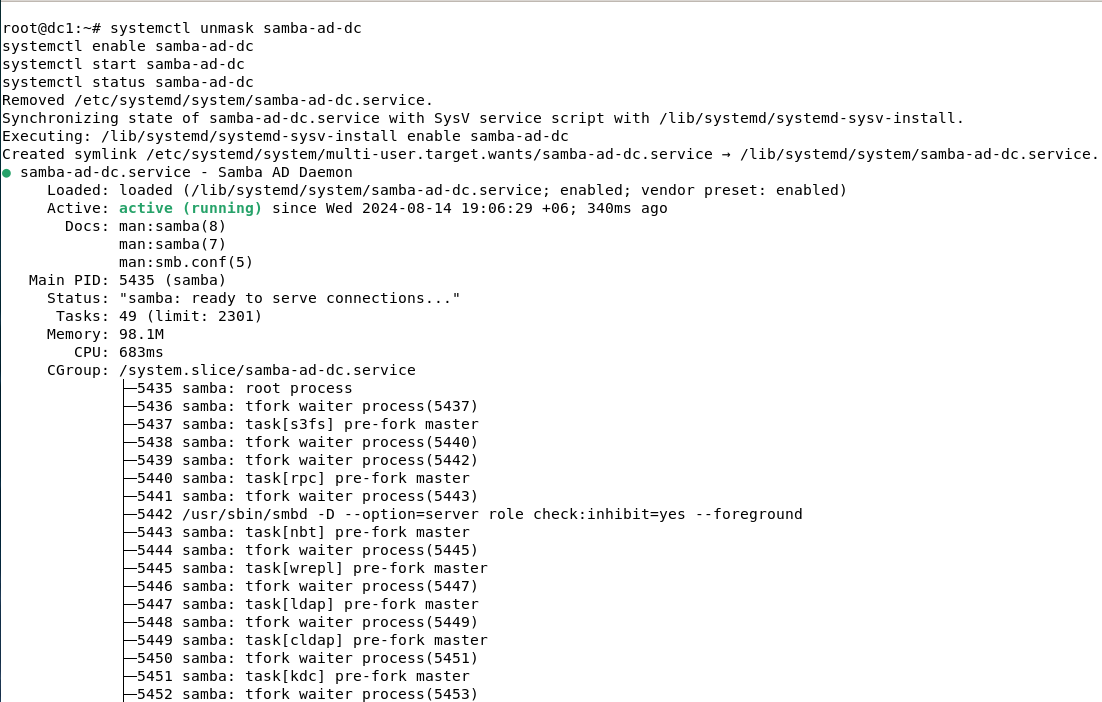 root@dc1:~# systemctl unmask samba-ad-dc
systemctl enable samba-ad-dc
systemctl start samba-ad-dc
systemctl status samba-ad-dc
Removed /etc/systemd/system/samba-ad-dc.service.
Synchronizing state of samba-ad-dc.service with SysV service script with /lib/systemd/systemd-sysv-install.
Executing: /lib/systemd/systemd-sysv-install enable samba-ad-dc
Created symlink /etc/systemd/system/multi-user.target.wants/samba-ad-dc.service → /lib/systemd/system/samba-ad-dc.service.
● samba-ad-dc.service - Samba AD Daemon
     Loaded: loaded (/lib/systemd/system/samba-ad-dc.service; enabled; vendor preset: enabled)
     Active: active (running) since Wed 2024-08-14 19:06:29 +06; 340ms ago
       Docs: man:samba(8)
             man:samba(7)
             man:smb.conf(5)
   Main PID: 5435 (samba)
     Status: "samba: ready to serve connections..."
      Tasks: 49 (limit: 2301)
     Memory: 98.1M
        CPU: 683ms
     CGroup: /system.slice/samba-ad-dc.service
             ├─5435 samba: root process
             ├─5436 samba: tfork waiter process(5437)
             ├─5437 samba: task[s3fs] pre-fork master
             ├─5438 samba: tfork waiter process(5440)
             ├─5439 samba: tfork waiter process(5442)
             ├─5440 samba: task[rpc] pre-fork master
             ├─5441 samba: tfork waiter process(5443)
             ├─5442 /usr/sbin/smbd -D --option=server role check:inhibit=yes --foreground
             ├─5443 samba: task[nbt] pre-fork master
             ├─5444 samba: tfork waiter process(5445)
             ├─5445 samba: task[wrepl] pre-fork master
             ├─5446 samba: tfork waiter process(5447)
             ├─5447 samba: task[ldap] pre-fork master
             ├─5448 samba: tfork waiter process(5449)
             ├─5449 samba: task[cldap] pre-fork master
             ├─5450 samba: tfork waiter process(5451)
             ├─5451 samba: task[kdc] pre-fork master
             ├─5452 samba: tfork waiter process(5453)